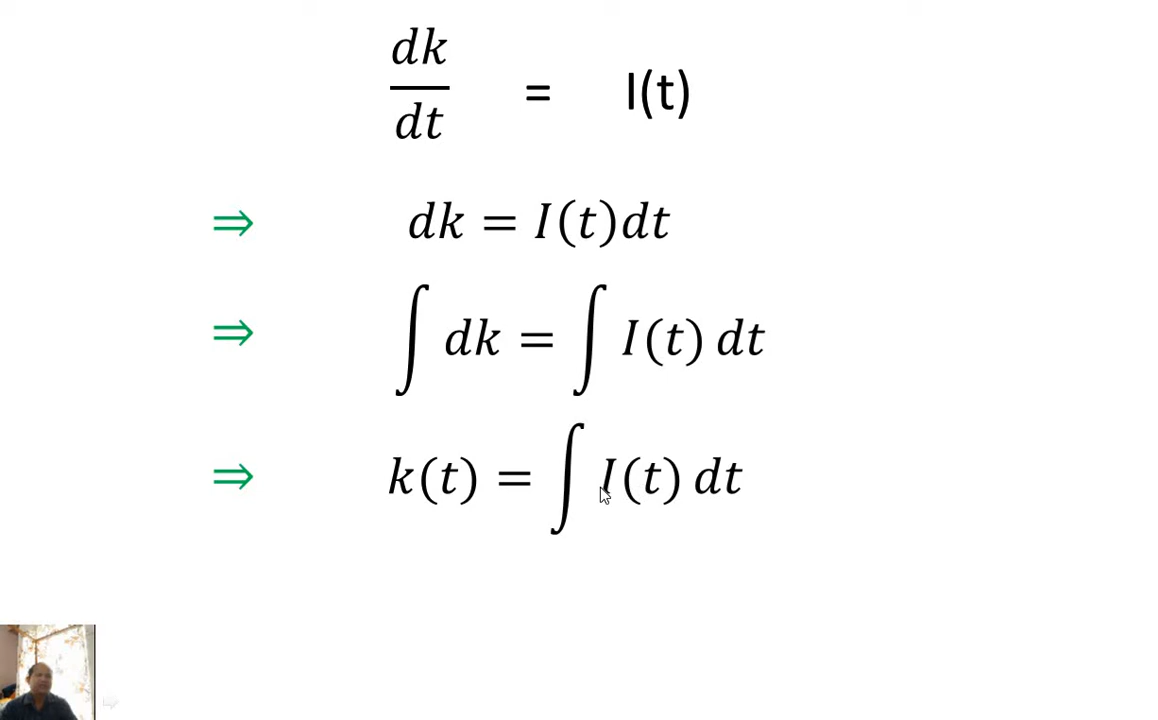 dk/dt = I(t)
⇒ dk = I(t)dt
⇒ ∫ dk = ∫ I(t) dt
⇒ k(t) = ∫ I(t) dt